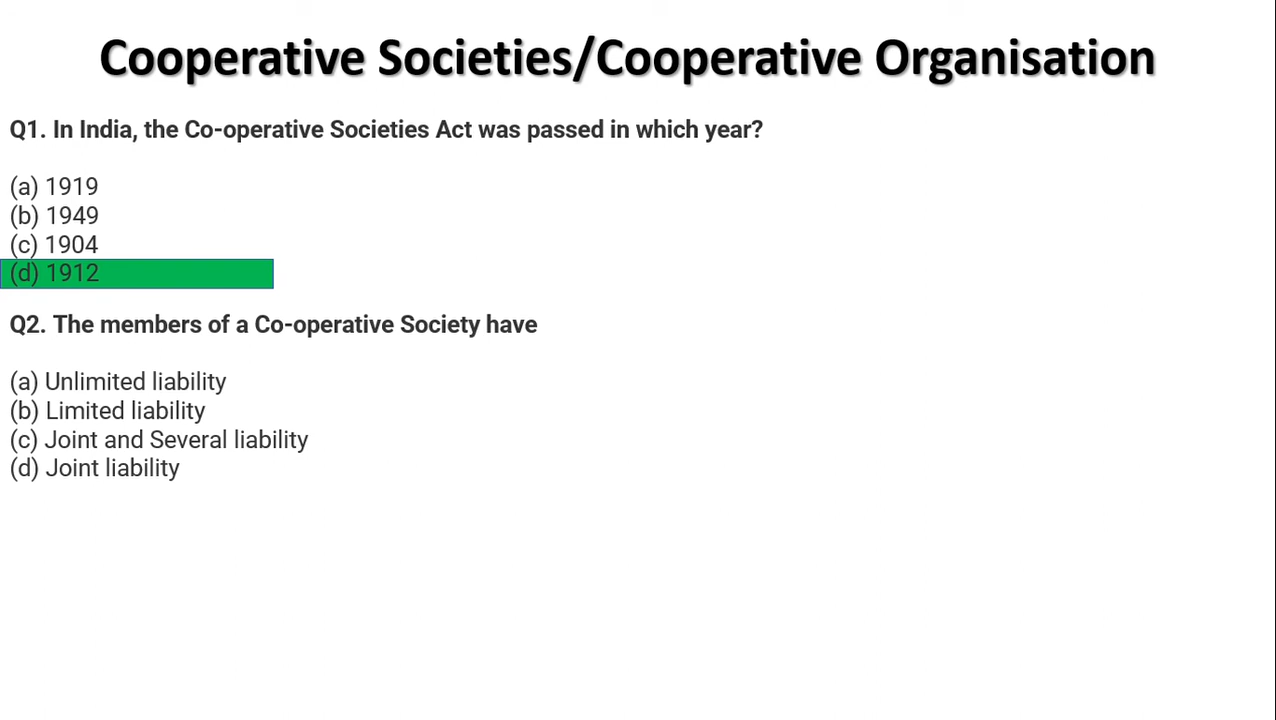 Cooperative Societies/Cooperative Organisation
Q1. In India, the Co-operative Societies Act was passed in which year?
(a) 1919
(b) 1949
(c) 1904
(d) 1912
Q2. The members of a Co-operative Society have
(a) Unlimited liability
(b) Limited liability
(c) Joint and Several liability
(d) Joint liability